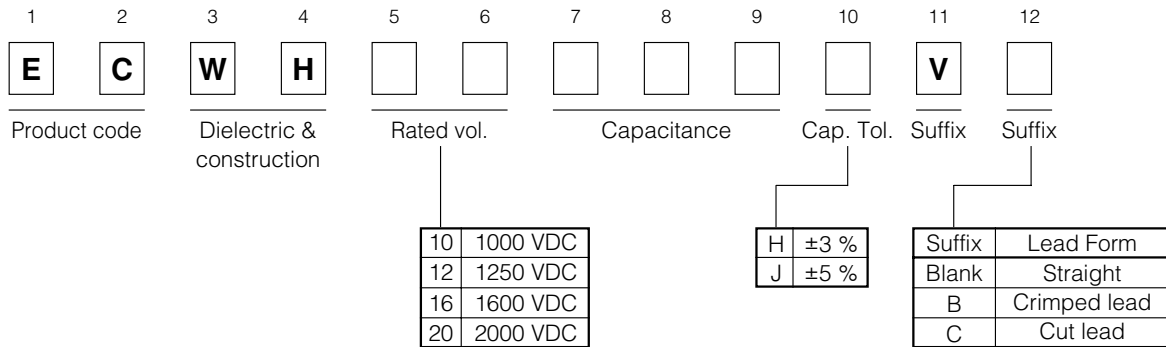 1 2 3 4 5 6 7 8 9 10 11 12
E C W H V
Product code Dielectric & Rated vol. Capacitance Cap. Tol. Suffix Suffix
construction
10 1000 VDC H ±3 % Suffix Lead Form
12 1250 VDC J ±5 % Blank Straight
16 1600 VDC B Crimped lead
20 2000 VDC C Cut lead